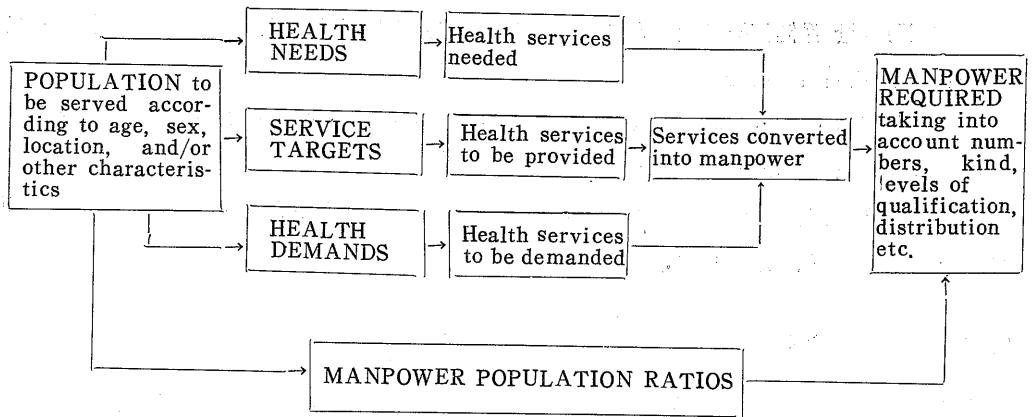 HEALTH
NEEDS
Health services
needed
POPULATION to
be served accor-
ding to age, sex,
location, and/or
other characteris-
tics
SERVICE
TARGETS
Health services
to be provided
Services converted
into manpower
MANPOWER
REQUIRED
taking into
account num-
bers, kind,
levels of
qualification,
distribution
etc.
HEALTH
DEMANDS
Health services
to be demanded
MANPOWER POPULATION RATIOS